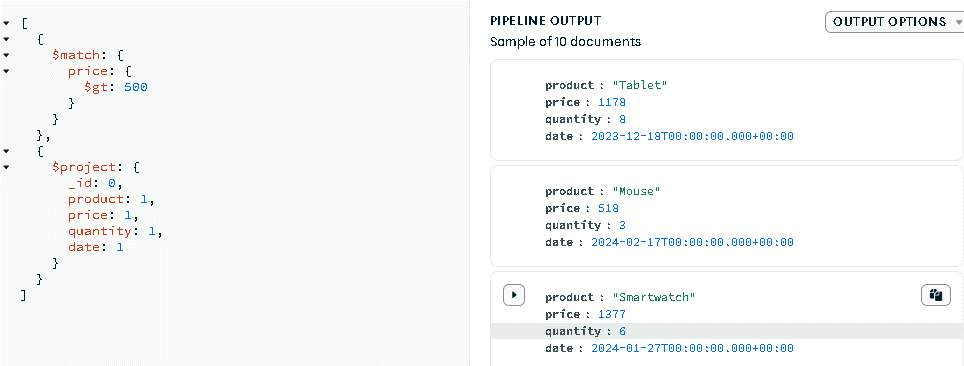 [
{
$match: {
price: {
$gt: 500
}
}
},
{
$project: {
_id: 0,
product: 1,
price: 1,
quantity: 1,
date: 1
}
}
]
PIPELINE OUTPUT
OUTPUT OPTIONS
Sample of 10 documents
product : "Tablet"
price : 1178
quantity : 8
date : 2023-12-18T00:00:00.000+00:00
product : "Mouse"
price : 518
quantity : 3
date : 2024-02-17T00:00:00.000+00:00
product : "Smartwatch"
price : 1377
quantity : 6
date : 2024-01-27T00:00:00.000+00:00